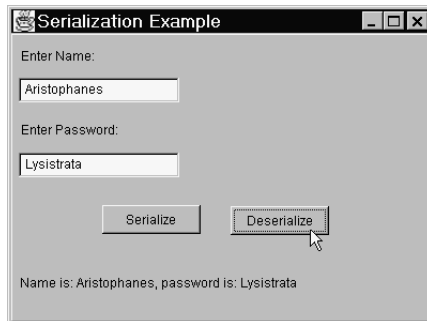 Serialization Example
Enter Name:
Aristophanes
Enter Password:
Lysistrata
Serialize Deserialize
Name is: Aristophanes, password is: Lysistrata